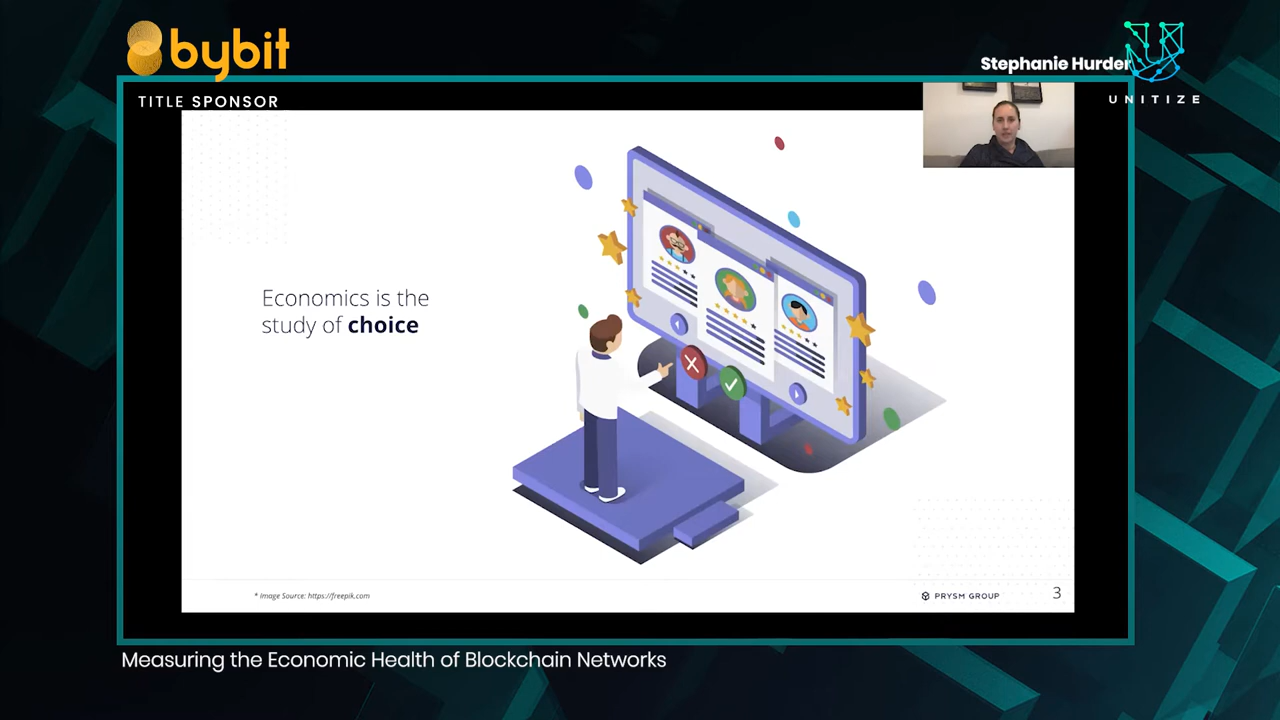 bybit
TITLE SPONSOR
Stephanie Hurder
UNITIZE
Economics is the
study of choice
* Image Source: https://freepik.com
PRYSM GROUP
3
Measuring the Economic Health of Blockchain Networks